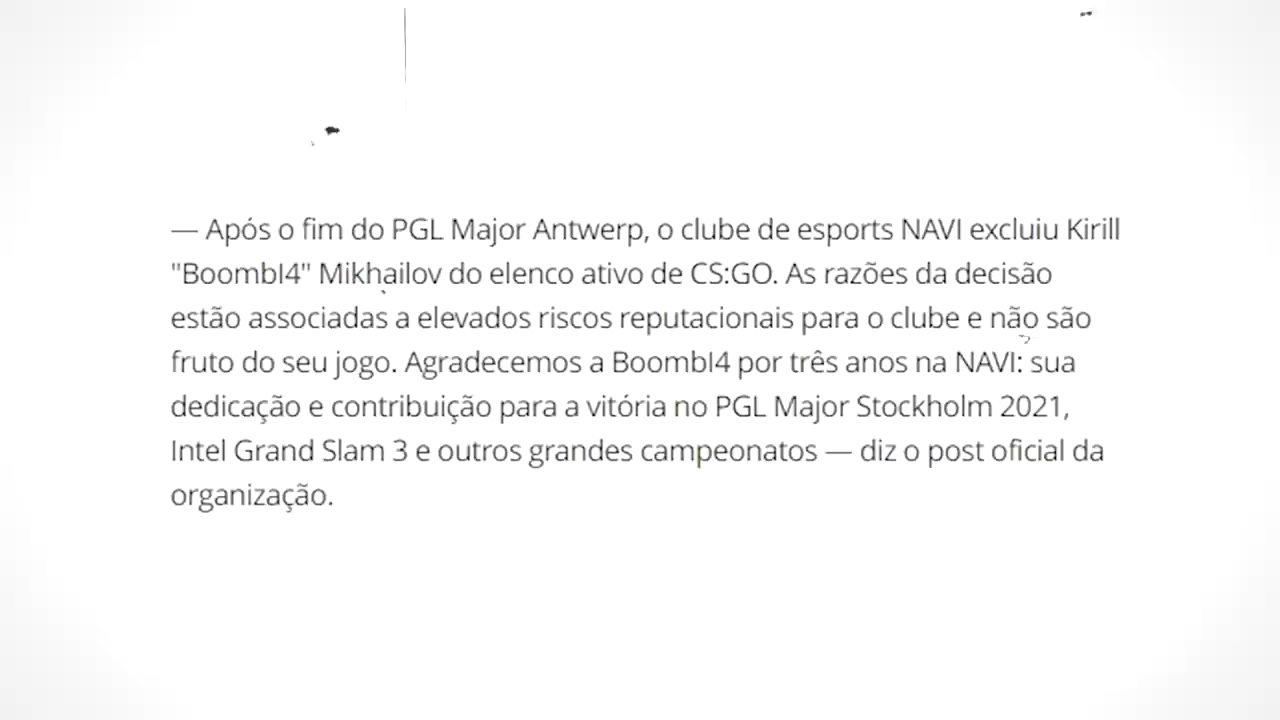 — Após o fim do PGL Major Antwerp, o clube de esports NAVI excluiu Kirill
"BoombI4" Mikhailov do elenco ativo de CS:GO. As razões da decisão
estão associadas a elevados riscos reputacionais para o clube e não são
fruto do seu jogo. Agradecemos a BoombI4 por três anos na NAVI: sua
dedicação e contribuição para a vitória no PGL Major Stockholm 2021,
Intel Grand Slam 3 e outros grandes campeonatos — diz o post oficial da
organização.